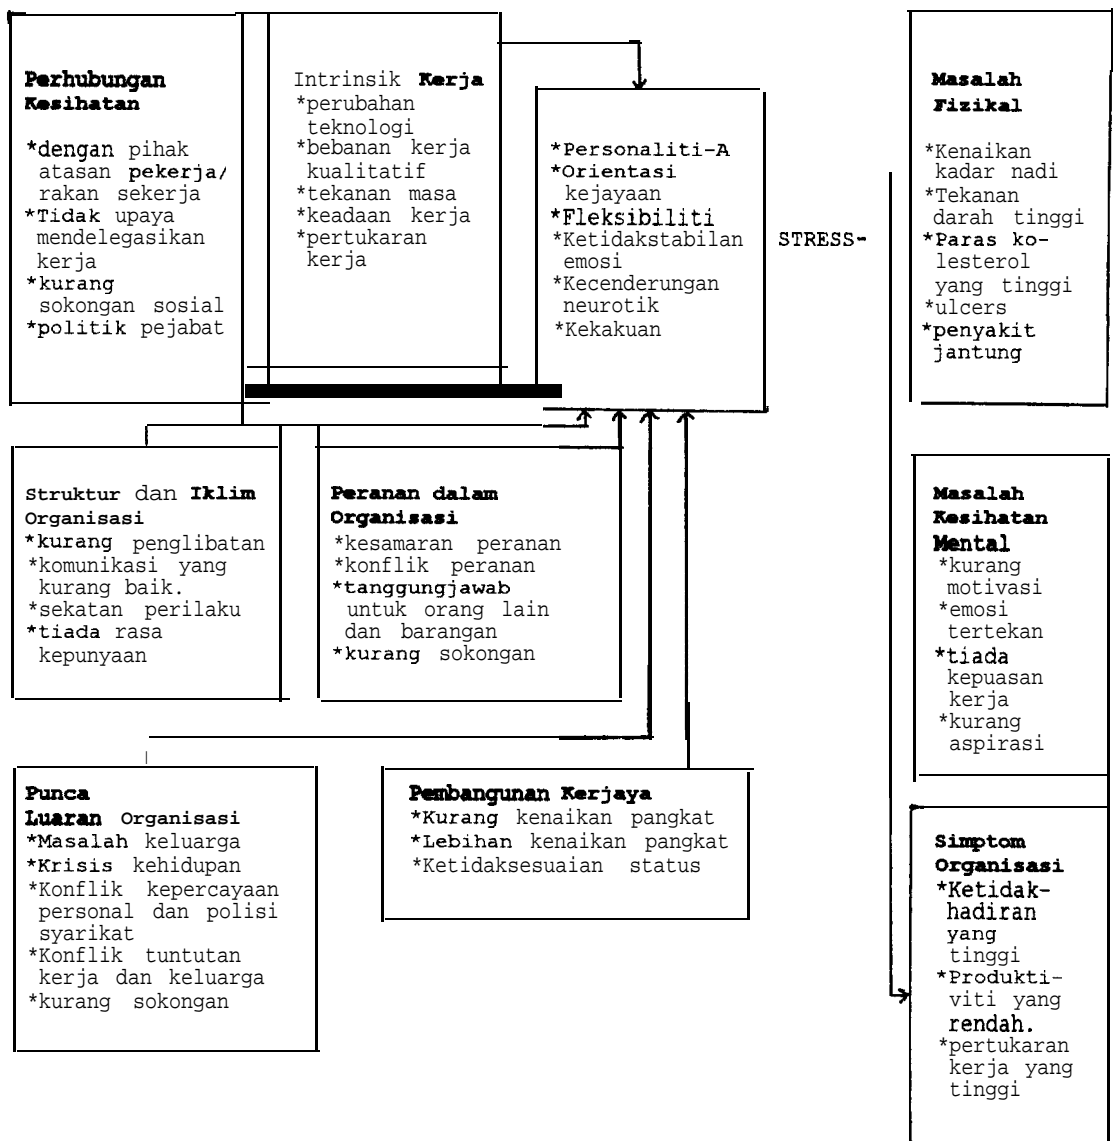 Perhubungan
Kesihatan
*dengan pihak
atasan pekerja/
rakan sekerja
*Tidak upaya
mendelegasikan
kerja
*kurang
sokongan sosial
*politik pejabat
Intrinsik Kerja
*perubahan
teknologi
*bebanan kerja
kualitatif
*tekanan masa
*keadaan kerja
*pertukaran
kerja
*Personaliti-A
*Orientasi
kejayaan
*Fleksibiliti
*Ketidakstabilan
emosi
*Kecenderungan
neurotik
*Kekakuan
STRESS-
Masalah
Fizikal
*Kenaikan
kadar nadi
*Tekanan
darah tinggi
*Paras ko-
lesterol
yang tinggi
*ulcers
*penyakit
jantung
Struktur dan Iklim
Organisasi
*kurang penglibatan
*komunikasi yang
kurang baik.
*sekatan perilaku
*tiada rasa
kepunyaan
Peranan dalam
Organisasi
*kesamaran peranan
*konflik peranan
*tanggungjawab
untuk orang lain
dan barangan
*kurang sokongan
Masalah
Kesihatan
Mental
*kurang
motivasi
*emosi
tertekan
*tiada
kepuasan
kerja
*kurang
aspirasi
Punca
Luaran Organisasi
*Masalah keluarga
*Krisis kehidupan
*Konflik kepercayaan
personal dan polisi
syarikat
*Konflik tuntutan
kerja dan keluarga
*kurang sokongan
Pembangunan Kerjaya
*Kurang kenaikan pangkat
*Lebihan kenaikan pangkat
*Ketidaksesuaian status
Simptom
Organisasi
*Ketidak-
hadiran
yang
tinggi
*Produkti-
viti yang
rendah.
*pertukaran
kerja yang
tinggi